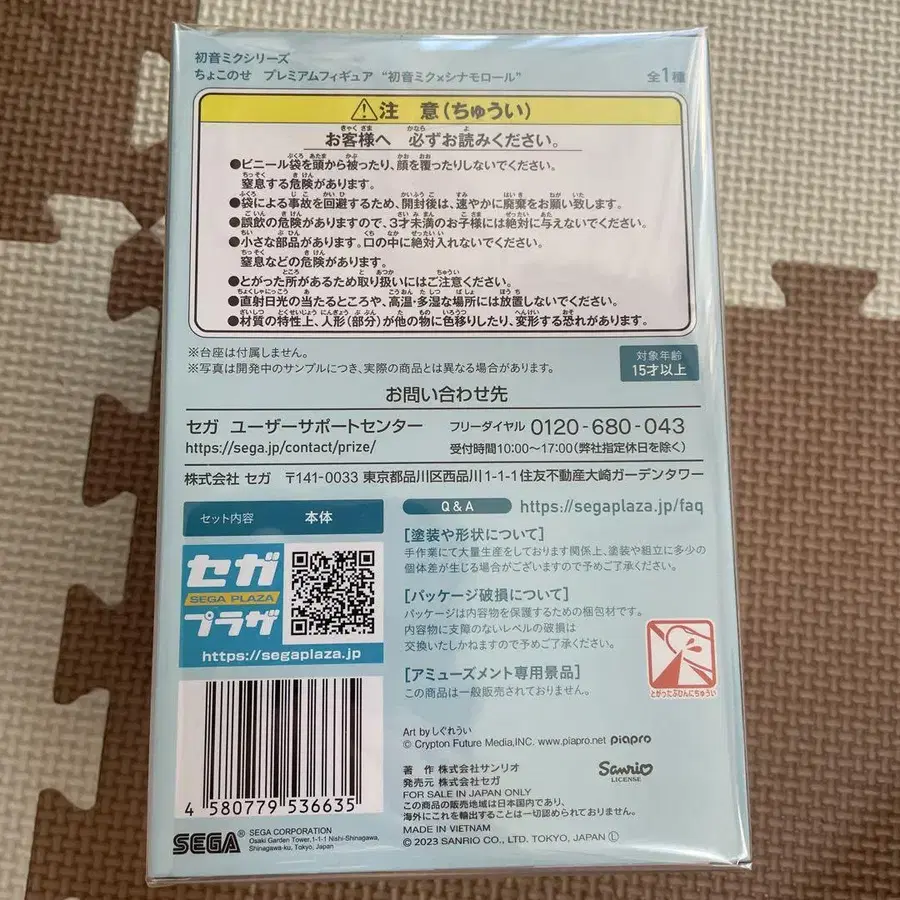 初音ミクシリーズ
ちょこのせ プレミアムフィギュア “初音ミク×シナモロール”
全1種
注 意(ちゅうい)
お客様へ 必ずお読みください。
●ビニール袋を頭から被ったり、顔を覆ったりしないでください。
窒息する危険があります。
●袋による事故を回避するため、開封後は、速やかに廃棄をお願い致します。
●誤飲の危険がありますので、3才未満のお子様には絶対に与えないでください。
●小さな部品があります。口の中に絶対入れないでください。
窒息などの危険があります。
●とがった所があるため取り扱いにはご注意ください。
●直射日光の当たるところや、高温・多湿な場所には放置しないでください。
●材質の特性上、人形(部分)が他の物に色移りしたり、変形する恐れがあります。
※台座は付属しません。
※写真は開発中のサンプルにつき、実際の商品とは異なる場合があります。
対象年齢
15才以上
お問い合わせ先
セガ ユーザーサポートセンター フリーダイヤル 0120-680-043
https://sega.jp/contact/prize/ 受付時間10:00〜17:00(弊社指定休日を除く)
株式会社 セガ 〒141-0033 東京都品川区西品川1-1-1住友不動産大崎ガーデンタワー
セット内容 本体
Q&A https://segaplaza.jp/faq
[塗装や形状について]
手作業にて大量生産をしております関係上、塗装や組立に多少の
個体差が生じる場合がございますので予めご了承ください。
[パッケージ破損について]
パッケージは内容物を保護するための梱包材です。
内容物に支障のないレベルの破損は
交換いたしかねますので予めご了承ください。
[アミューズメント専用景品]
この商品は一般販売されておりません。
とがったぶひんにちゅうい
セガ
SEGA PLAZA
プラザ
https://segaplaza.jp
4 580779 536635
Art by しぐれうい
© Crypton Future Media,INC. www.piapro.net piapro
著 作 株式会社サンリオ
発売元 株式会社セガ
Sanrio
LICENSE
FOR SALE IN JAPAN ONLY
この商品の販売地域は日本国内であり、
海外にこれを輸出することは一切認められておりません。
MADE IN VIETNAM
© 2023 SANRIO CO., LTD. TOKYO, JAPAN Ⓛ
SEGA®
SEGA CORPORATION
Osaki Garden Tower,1-1-1 Nishi-Shinagawa,
Shinagawa-ku, Tokyo, Japan